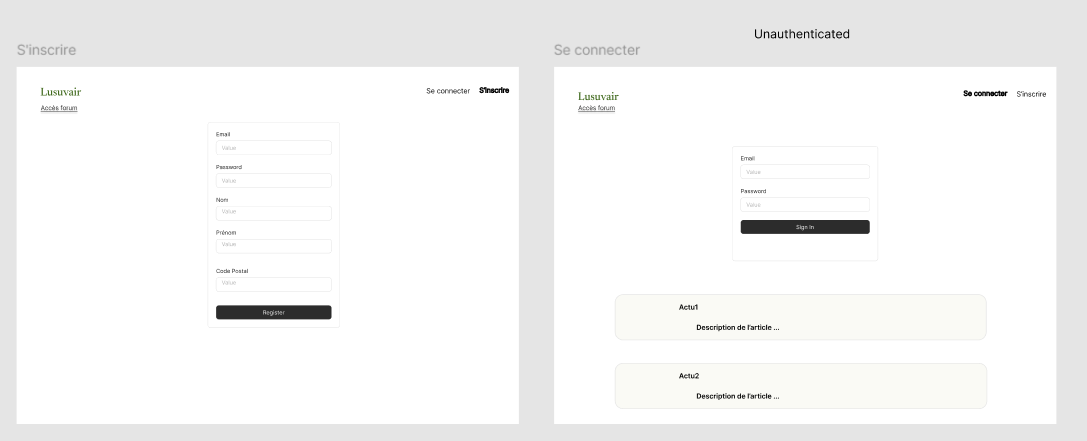 Unauthenticated
S'inscrire
Lusuvair
Se connecter S'inscrire
Accès forum
Email
Value
Password
Value
Nom
Value
Prénom
Value
Code Postal
Value
Register
Se connecter
Lusuvair
Se connecter S'inscrire
Accès forum
Email
Value
Password
Value
Sign In
Actu1
Description de l'article ...
Actu2
Description de l'article ...